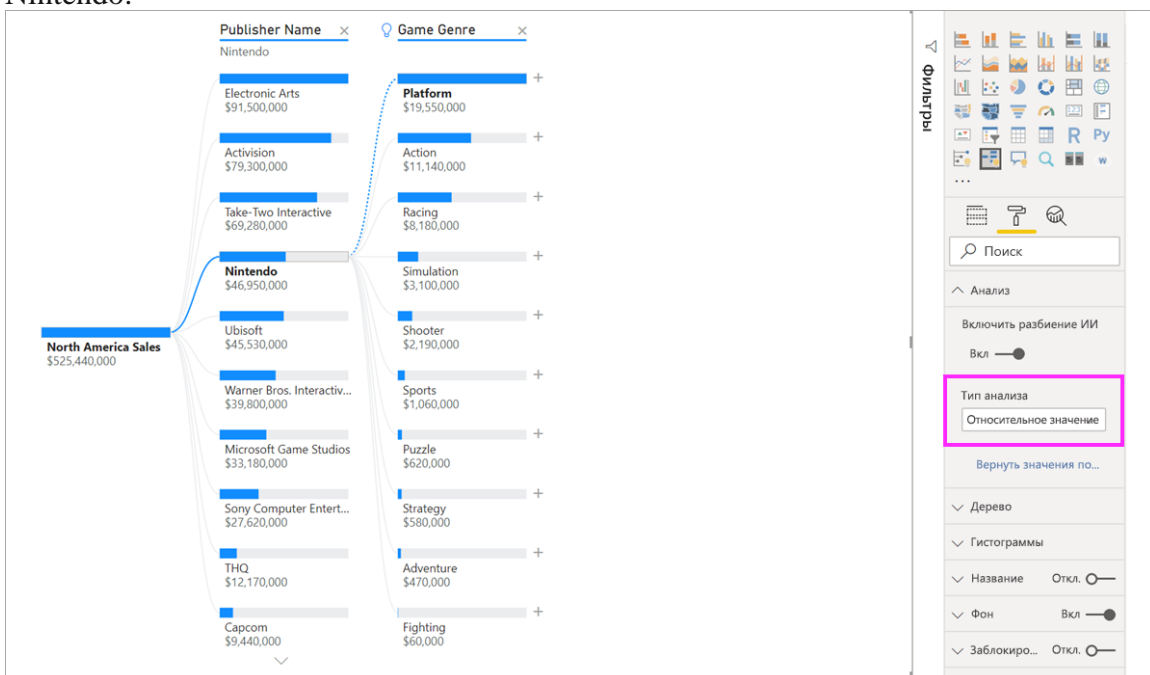 Nintendo.
Publisher Name ×
Nintendo
Game Genre ×
North America Sales
$525,440,000
Electronic Arts
$91,500,000
Activision
$79,300,000
Take-Two Interactive
$69,280,000
Nintendo
$46,950,000
Ubisoft
$45,530,000
Warner Bros. Interactiv...
$39,800,000
Microsoft Game Studios
$33,180,000
Sony Computer Entert...
$27,620,000
THQ
$12,170,000
Capcom
$9,440,000
Platform
$19,550,000
Action
$11,140,000
Racing
$8,180,000
Simulation
$3,100,000
Shooter
$2,190,000
Sports
$1,060,000
Puzzle
$620,000
Strategy
$580,000
Adventure
$470,000
Fighting
$60,000
Фильтры
R Py
...
Поиск
Анализ
Включить разбиение ИИ
Вкл
Тип анализа
Относительное значение
Вернуть значения по...
Дерево
Гистограммы
Название Откл.
Фон Вкл
Заблокиро... Откл.